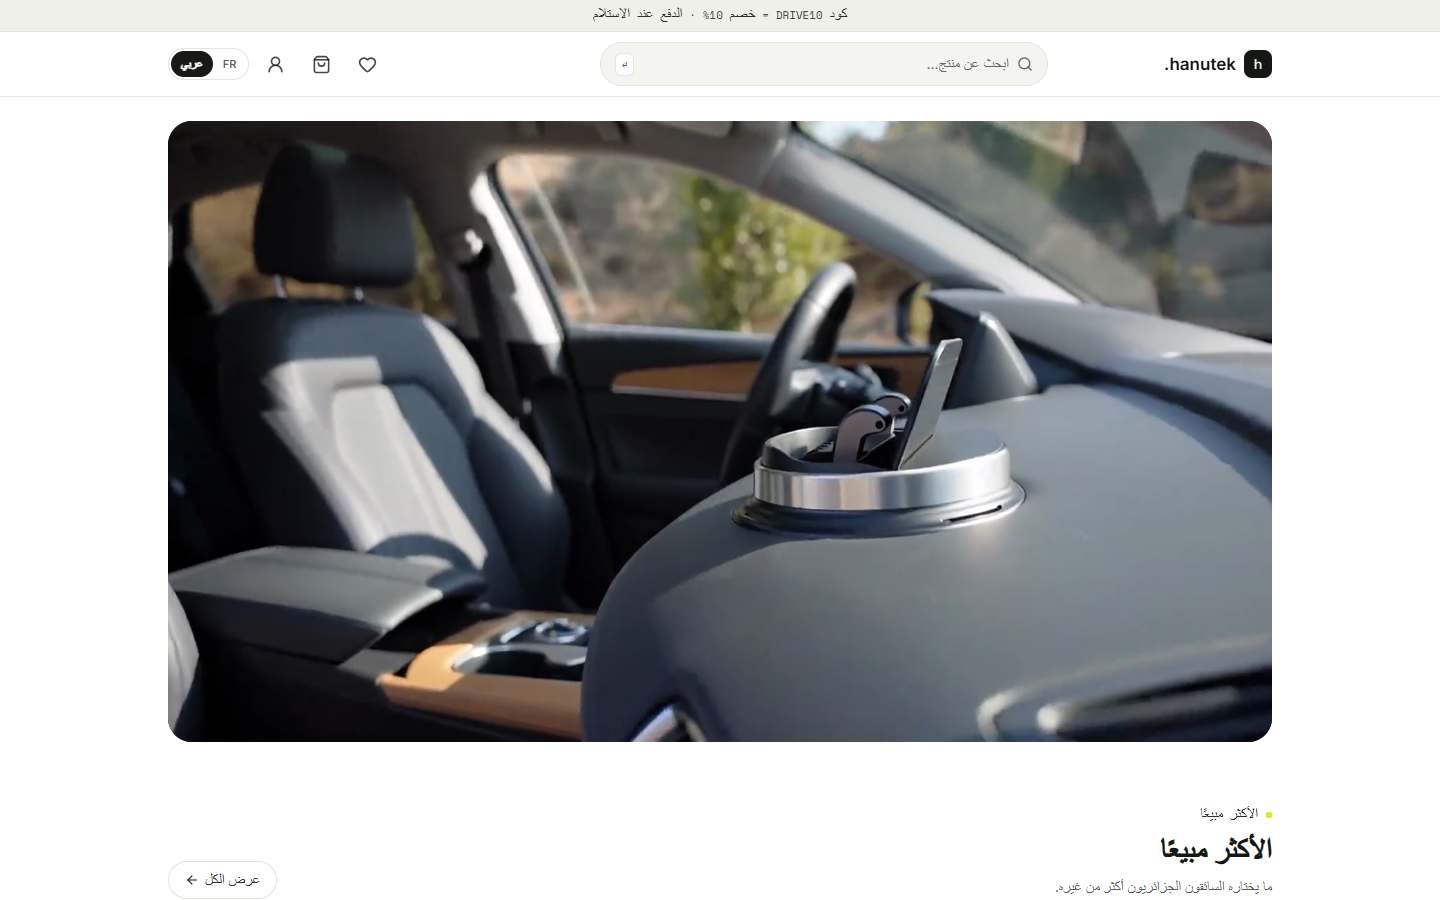 كود DRIVE10 = خصم 10% · الدفع عند الاستلام
h hanutek.
ابحث عن منتج...
↵
FR
عربي
الأكثر مبيعًا
الأكثر مبيعًا
ما يختاره السائقون الجزائريون أكثر من غيره.
عرض الكل ←